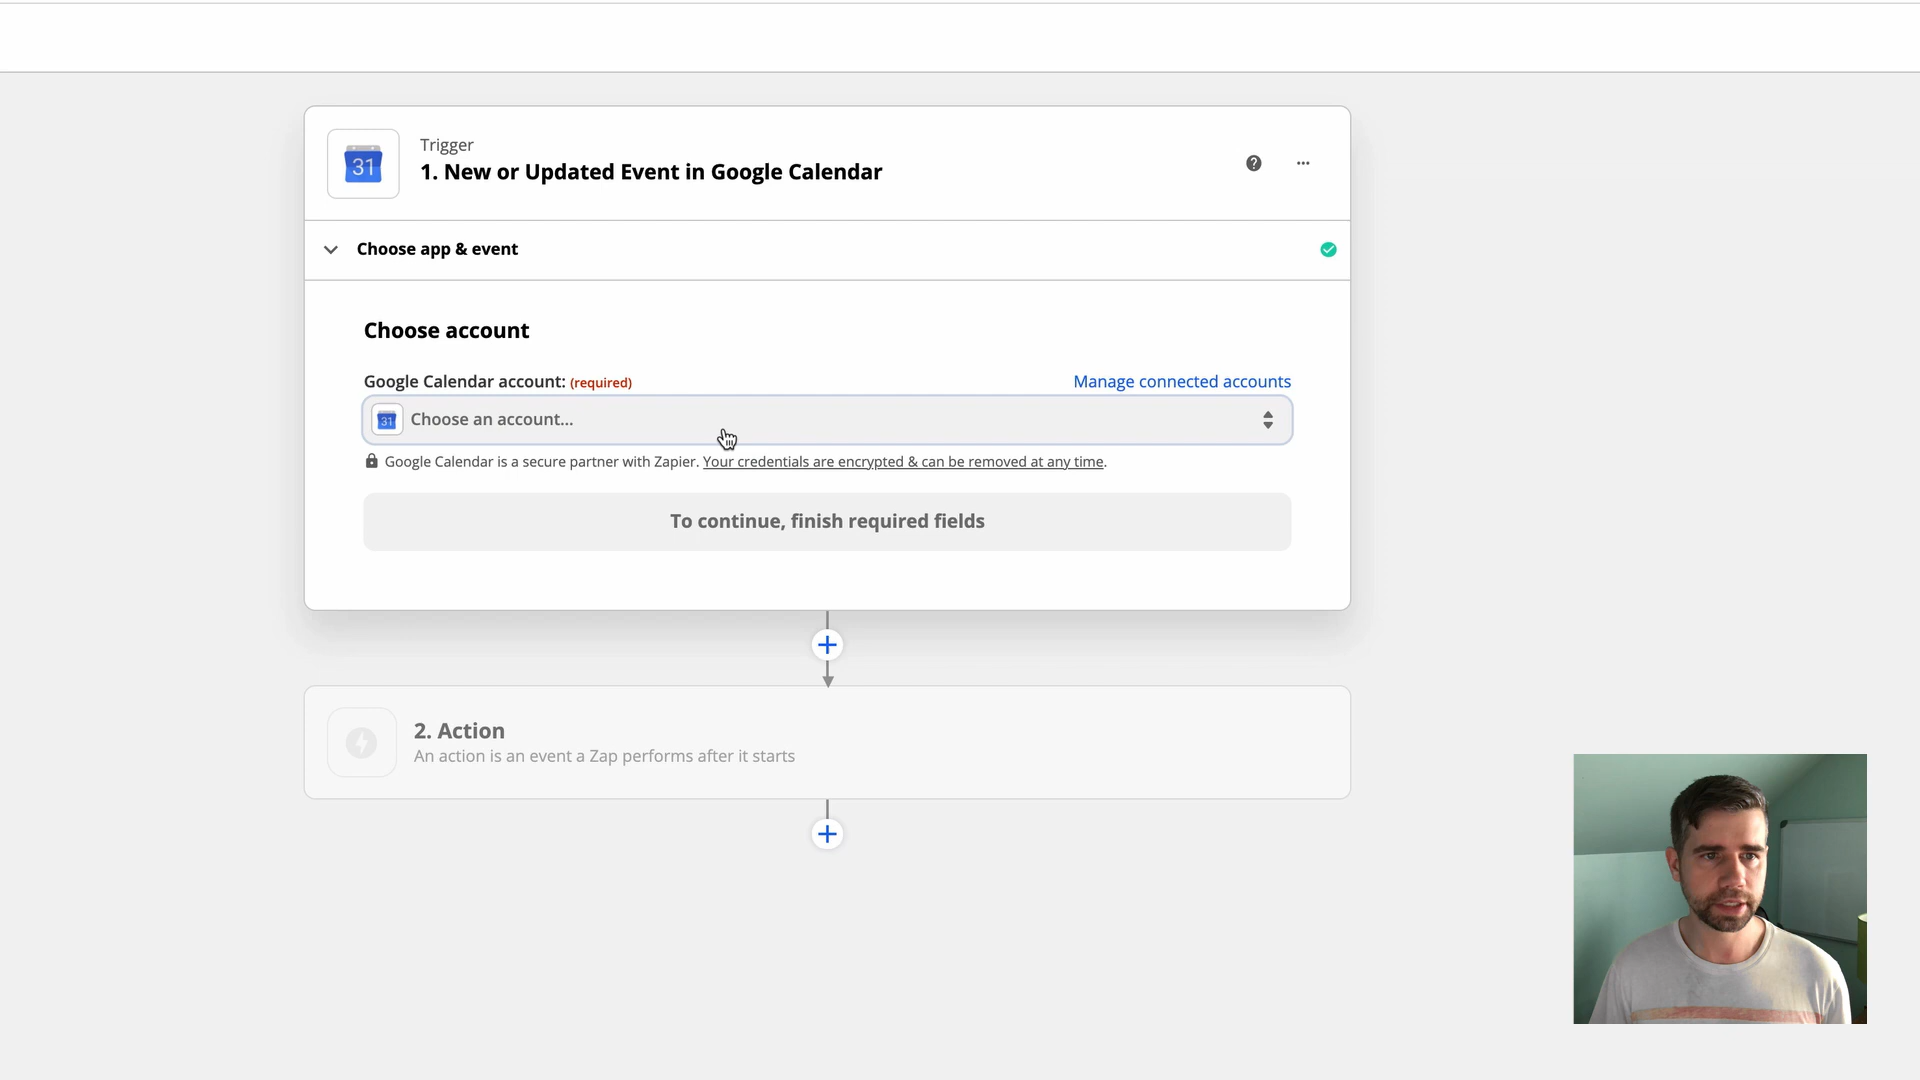 Trigger
31
1. New or Updated Event in Google Calendar
?
...
Choose app & event
Choose account
Google Calendar account: (required)
Manage connected accounts
31
Choose an account...
Google Calendar is a secure partner with Zapier. Your credentials are encrypted & can be removed at any time.
To continue, finish required fields
2. Action
An action is an event a Zap performs after it starts